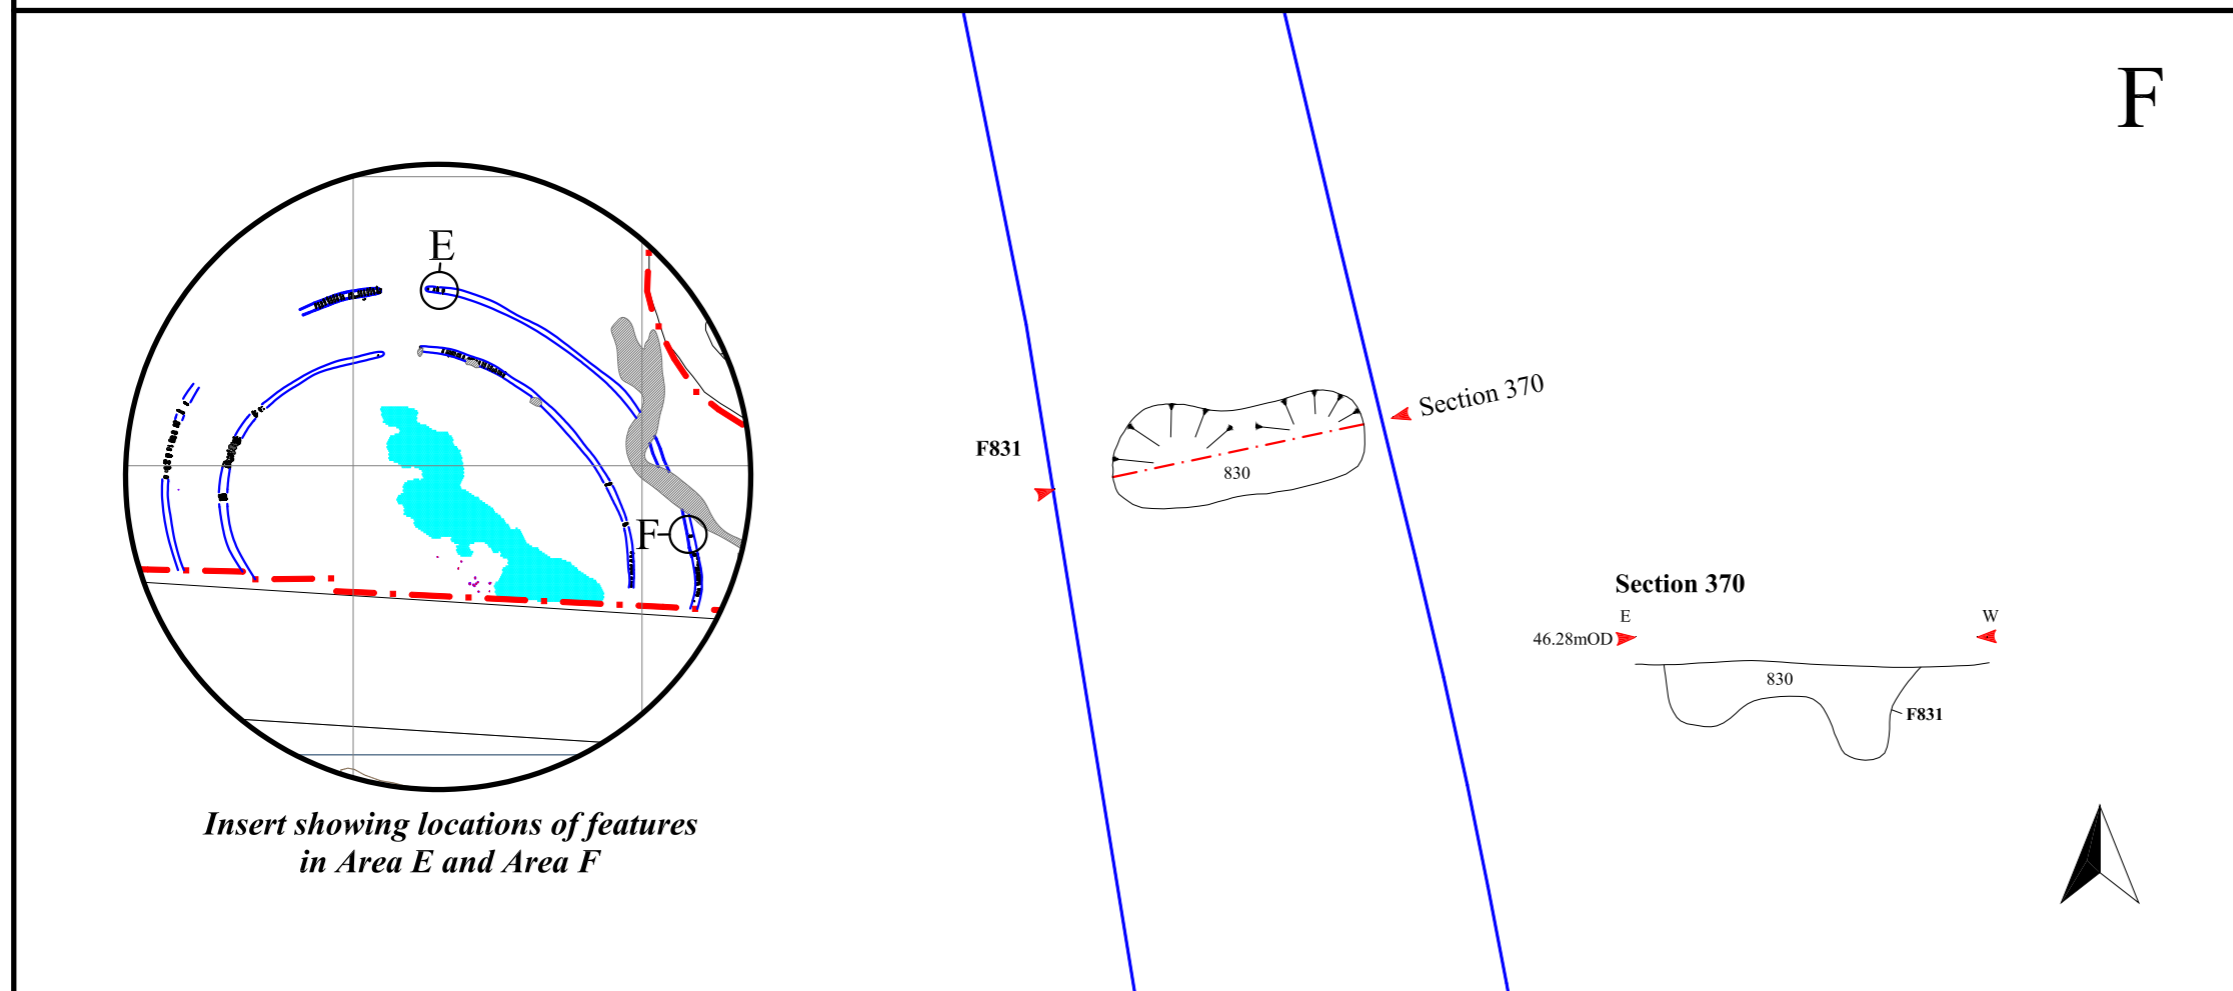 F
E
F
Insert showing locations of features
in Area E and Area F
F831
830
Section 370
Section 370
E
W
46.28mOD
830
F831